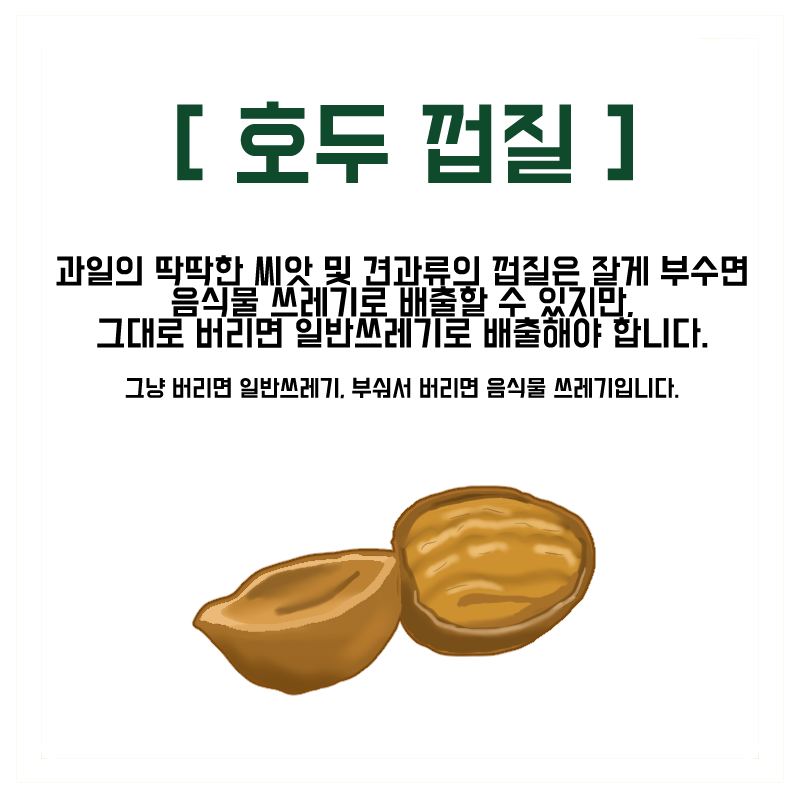 [ 호두 껍질 ]
과일의 딱딱한 씨앗 및 견과류의 껍질은 잘게 부수면
음식물 쓰레기로 배출할 수 있지만,
그대로 버리면 일반쓰레기로 배출해야 합니다.
그냥 버리면 일반쓰레기, 부숴서 버리면 음식물 쓰레기입니다.